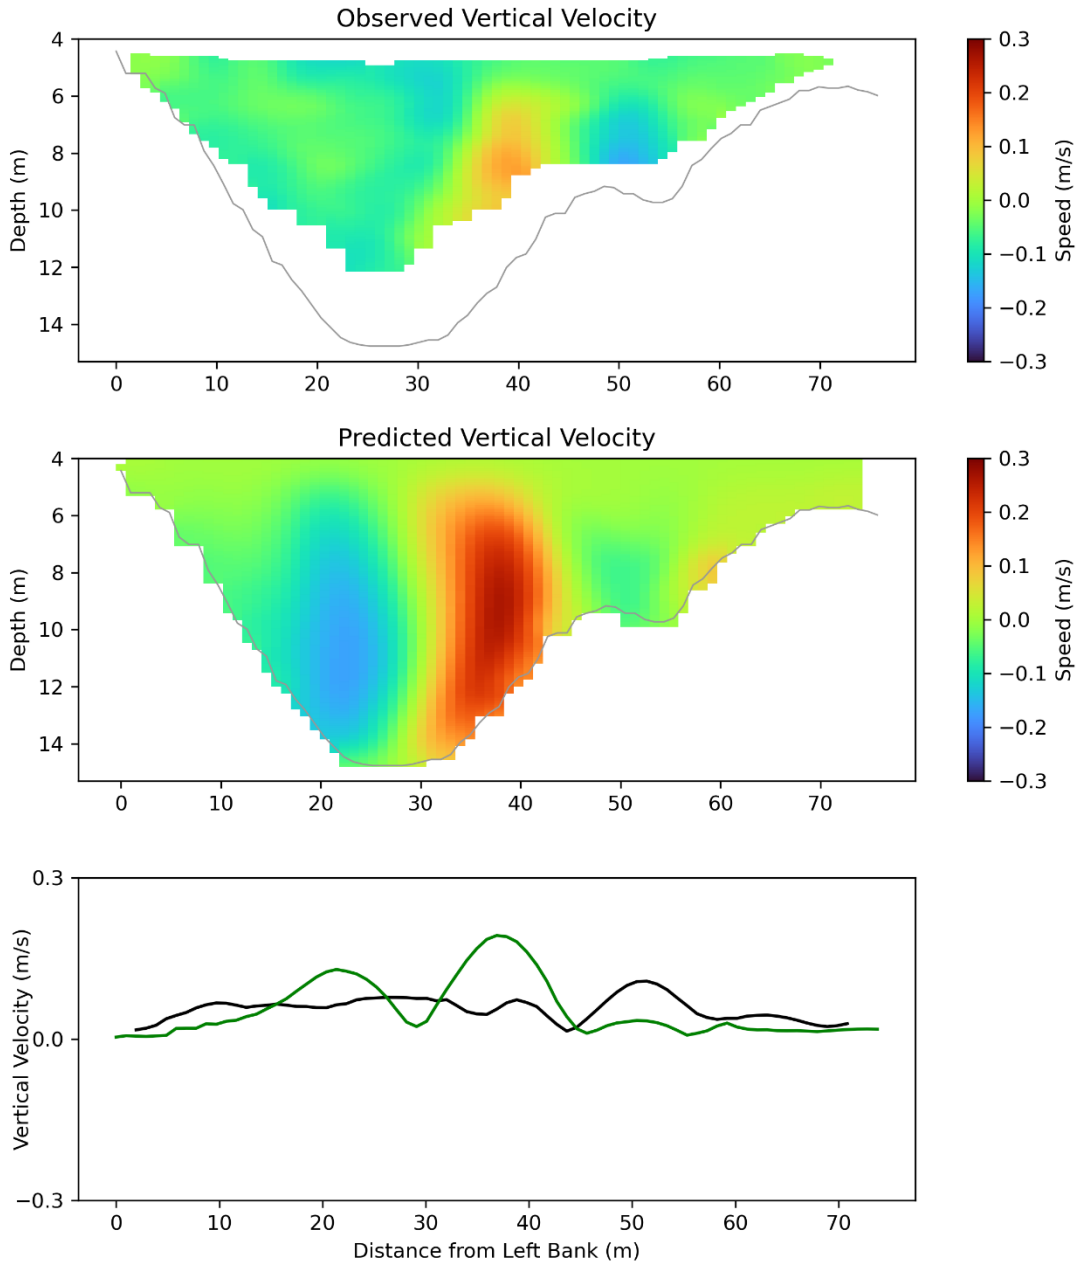 Observed Vertical Velocity
4
6
8
10
12
14
Depth (m)
0 10 20 30 40 50 60 70
0.3
0.2
0.1
0.0
−0.1
−0.2
−0.3
Speed (m/s)
Predicted Vertical Velocity
4
6
8
10
12
14
Depth (m)
0 10 20 30 40 50 60 70
0.3
0.2
0.1
0.0
−0.1
−0.2
−0.3
Speed (m/s)
0.3
0.0
−0.3
Vertical Velocity (m/s)
0 10 20 30 40 50 60 70
Distance from Left Bank (m)